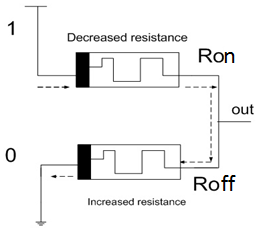 1
Decreased resistance
Ron
out
0
Roff
Increased resistance